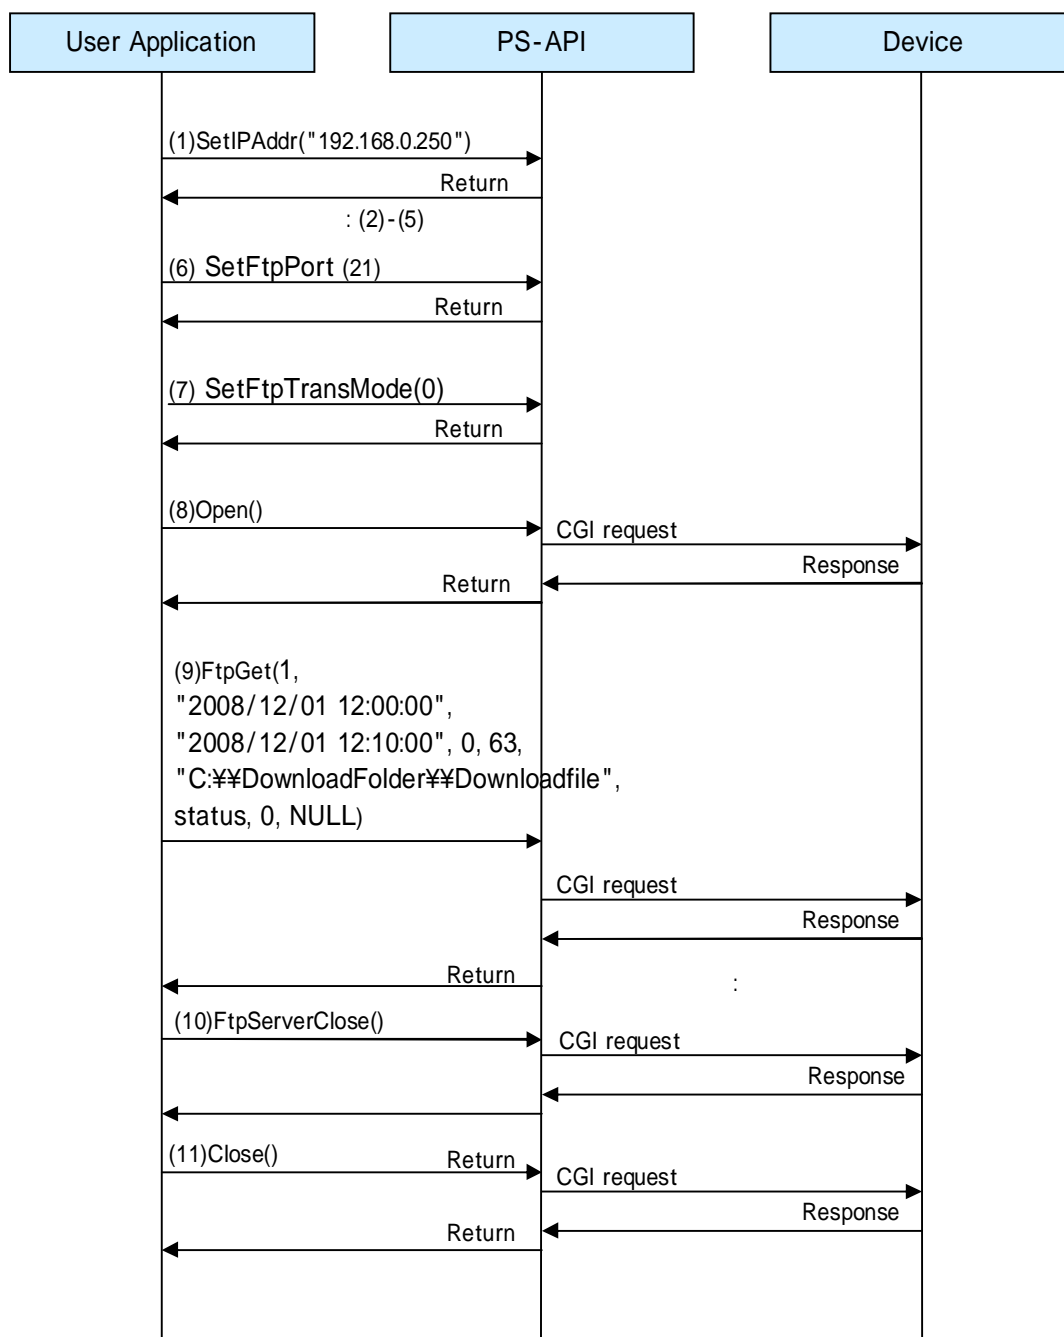 User Application
PS-API
Device
(1)SetIPAddr("192.168.0.250")
Return
: (2)-(5)
(6) SetFtpPort (21)
Return
(7) SetFtpTransMode(0)
Return
(8)Open()
CGI request
Response
Return
(9)FtpGet(1,
"2008/12/01 12:00:00",
"2008/12/01 12:10:00", 0, 63,
"C:¥¥DownloadFolder¥¥Downloadfile",
status, 0, NULL)
CGI request
Response
Return
:
(10)FtpServerClose()
CGI request
Response
(11)Close()
Return
CGI request
Response
Return